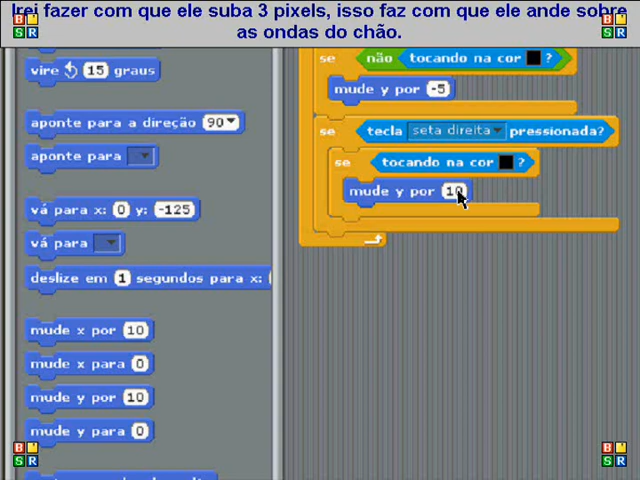 Irei fazer com que ele suba 3 pixels, isso faz com que ele ande sobre
as ondas do chão.
B
S R
B
S R
vire 15 graus
aponte para a direção 90
aponte para
vá para x: 0 y: -125
vá para
deslize em 1 segundos para x:
mude x por 10
mude x para 0
mude y por 10
mude y para 0
se não tocando na cor ?
mude y por -5
se tecla seta direita pressionada?
se tocando na cor ?
mude y por 10
B
S R
B
S R